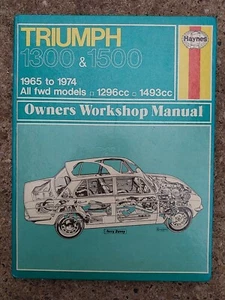 TRIUMPH
Haynes
1300 & 1500
1965 to 1974
All fwd models □ 1296cc □ 1493cc
Owners Workshop Manual